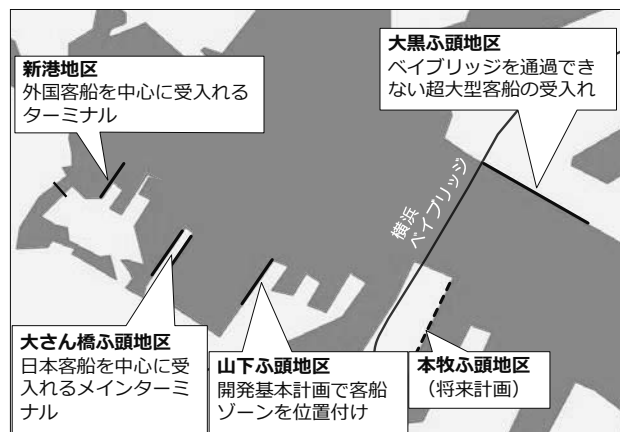 新港地区
外国客船を中心に受入れる
ターミナル
大黒ふ頭地区
ベイブリッジを通過でき
ない超大型客船の受入れ
横浜
ベイブリッジ
大さん橋ふ頭地区
日本客船を中心に受
入れるメインターミ
ナル
山下ふ頭地区
開発基本計画で客船
ゾーンを位置付け
本牧ふ頭地区
（将来計画）